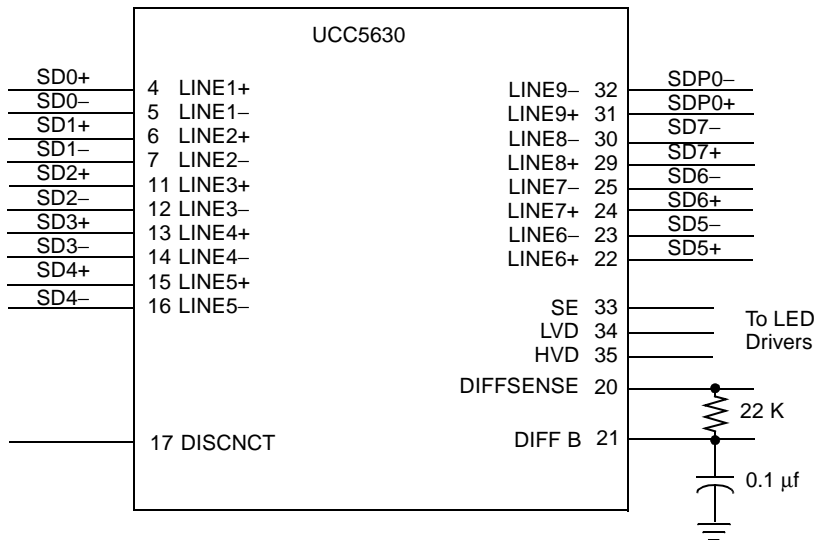 UCC5630
SD0+ 4 LINE1+
SD0− 5 LINE1−
SD1+ 6 LINE2+
SD1− 7 LINE2−
SD2+ 11 LINE3+
SD2− 12 LINE3−
SD3+ 13 LINE4+
SD3− 14 LINE4−
SD4+ 15 LINE5+
SD4− 16 LINE5−
17 DISCNCT
LINE9− 32 SDP0−
LINE9+ 31 SDP0+
LINE8− 30 SD7−
LINE8+ 29 SD7+
LINE7− 25 SD6−
LINE7+ 24 SD6+
LINE6− 23 SD5−
LINE6+ 22 SD5+
SE 33
LVD 34
HVD 35
To LED
Drivers
DIFFSENSE 20
22 K
DIFF B 21
0.1 µf